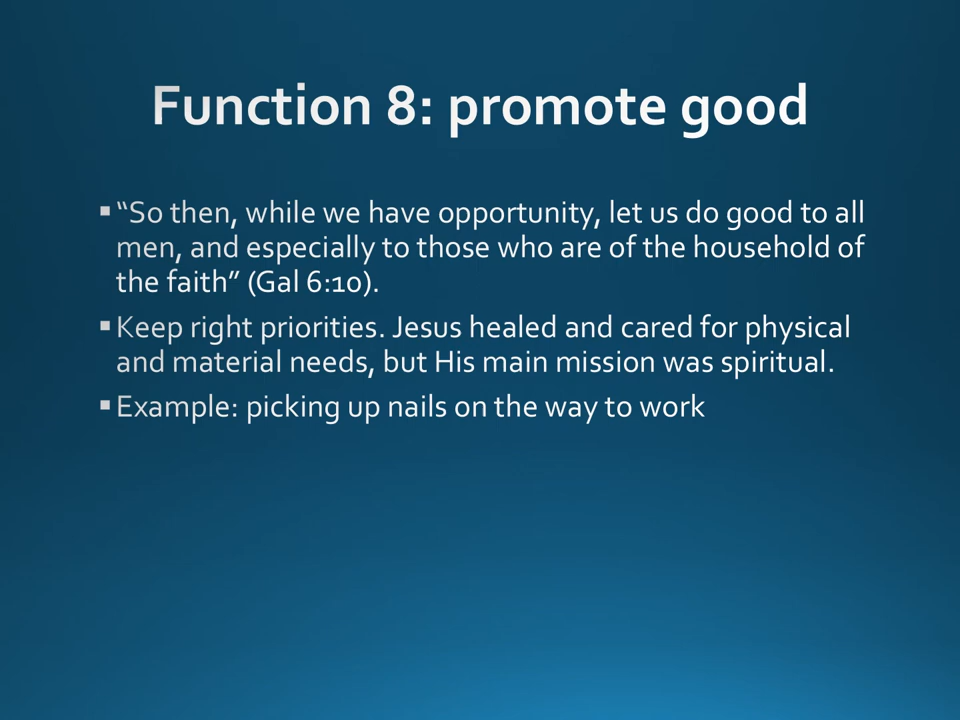 Function 8: promote good
▪ “So then, while we have opportunity, let us do good to all
men, and especially to those who are of the household of
the faith” (Gal 6:10).
▪ Keep right priorities. Jesus healed and cared for physical
and material needs, but His main mission was spiritual.
▪ Example: picking up nails on the way to work